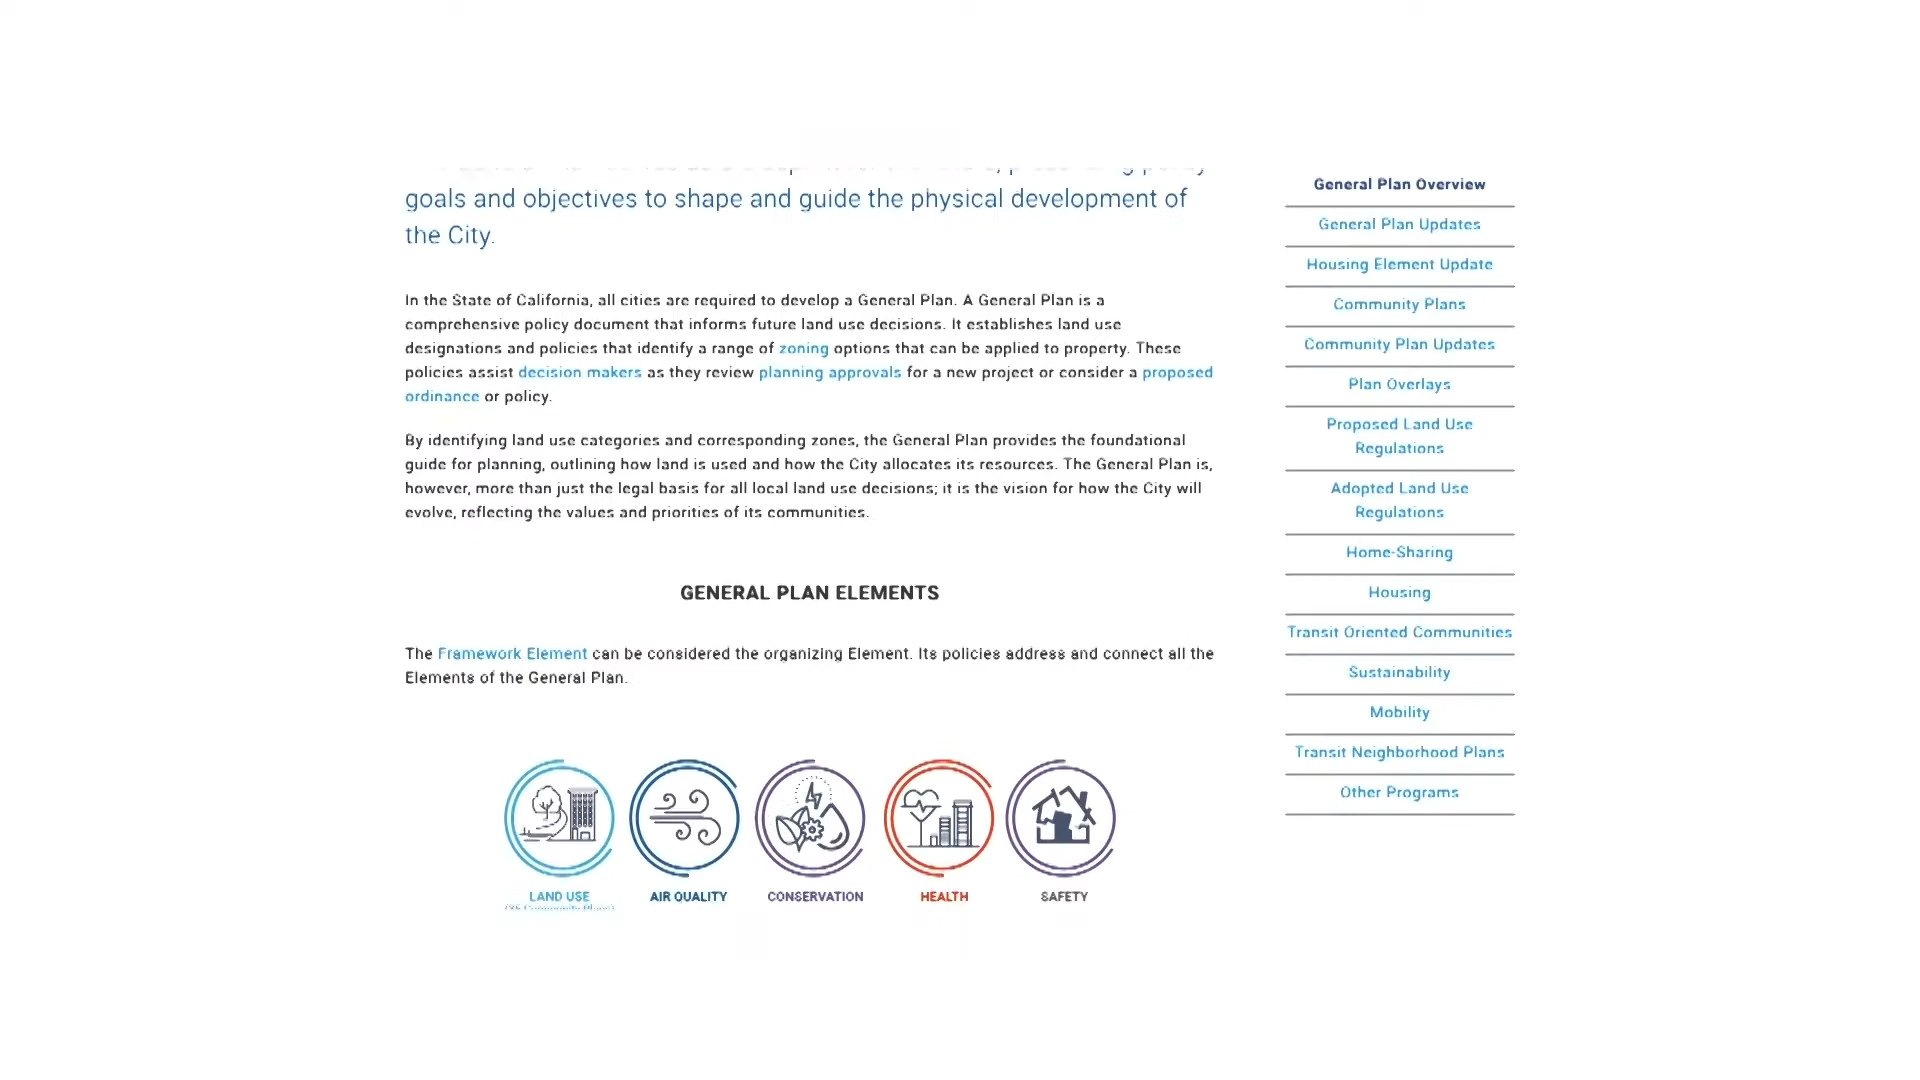 goals and objectives to shape and guide the physical development of
the City.
In the State of California, all cities are required to develop a General Plan. A General Plan is a
comprehensive policy document that informs future land use decisions. It establishes land use
designations and policies that identify a range of zoning options that can be applied to property. These
policies assist decision makers as they review planning approvals for a new project or consider a proposed
ordinance or policy.
By identifying land use categories and corresponding zones, the General Plan provides the foundational
guide for planning, outlining how land is used and how the City allocates its resources. The General Plan is,
however, more than just the legal basis for all local land use decisions; it is the vision for how the City will
evolve, reflecting the values and priorities of its communities.
GENERAL PLAN ELEMENTS
The Framework Element can be considered the organizing Element. Its policies address and connect all the
Elements of the General Plan.
LAND USE
AIR QUALITY
CONSERVATION
HEALTH
SAFETY
General Plan Overview
General Plan Updates
Housing Element Update
Community Plans
Community Plan Updates
Plan Overlays
Proposed Land Use
Regulations
Adopted Land Use
Regulations
Home-Sharing
Housing
Transit Oriented Communities
Sustainability
Mobility
Transit Neighborhood Plans
Other Programs